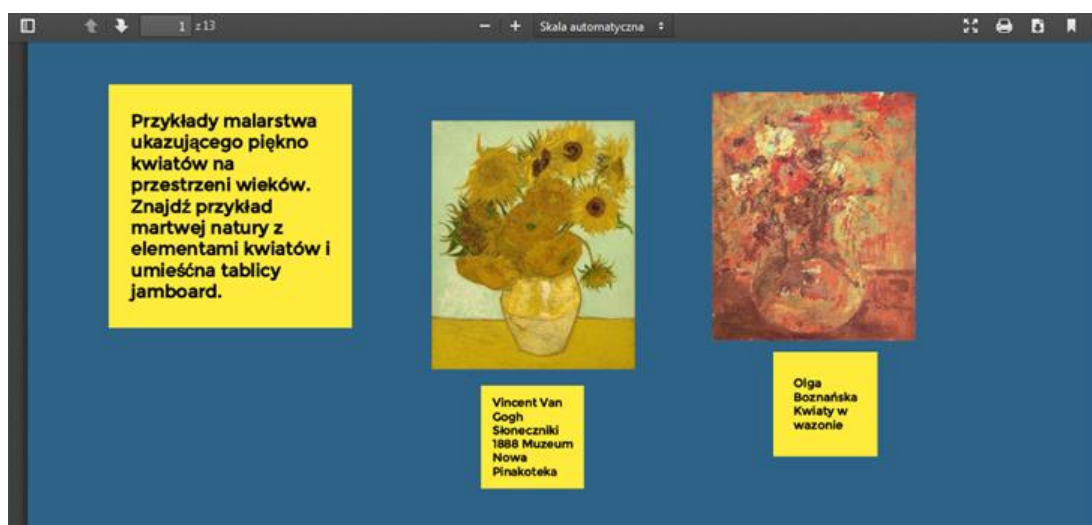 1 z 13
Skala automatyczna
Przykłady malarstwa
ukazującego piękno
kwiatów na
przestrzeni wieków.
Znajdź przykład
martwej natury z
elementami kwiatów i
umieśćna tablicy
jamboard.
Vincent Van
Gogh
Słoneczniki
1888 Muzeum
Nowa
Pinakoteka
Olga
Boznańska
Kwiaty w
wazonie